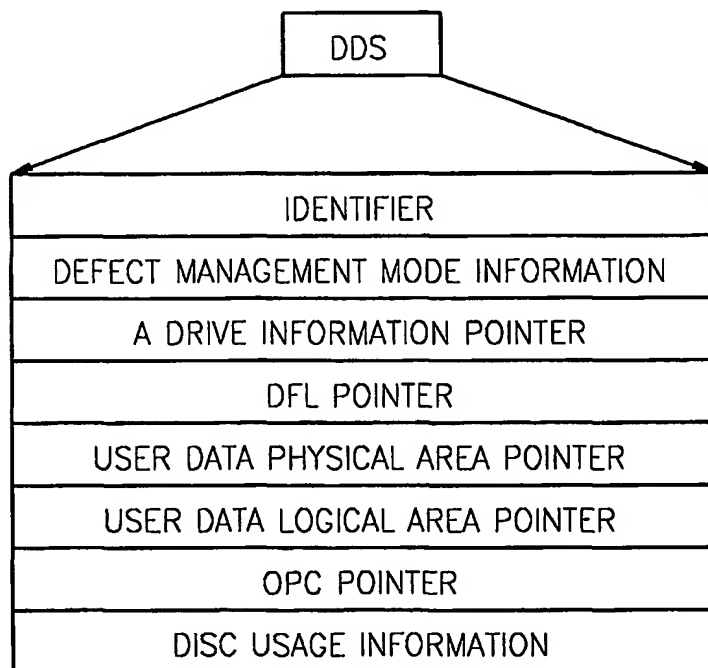 DDS
IDENTIFIER
DEFECT MANAGEMENT MODE INFORMATION
A DRIVE INFORMATION POINTER
DFL POINTER
USER DATA PHYSICAL AREA POINTER
USER DATA LOGICAL AREA POINTER
OPC POINTER
DISC USAGE INFORMATION